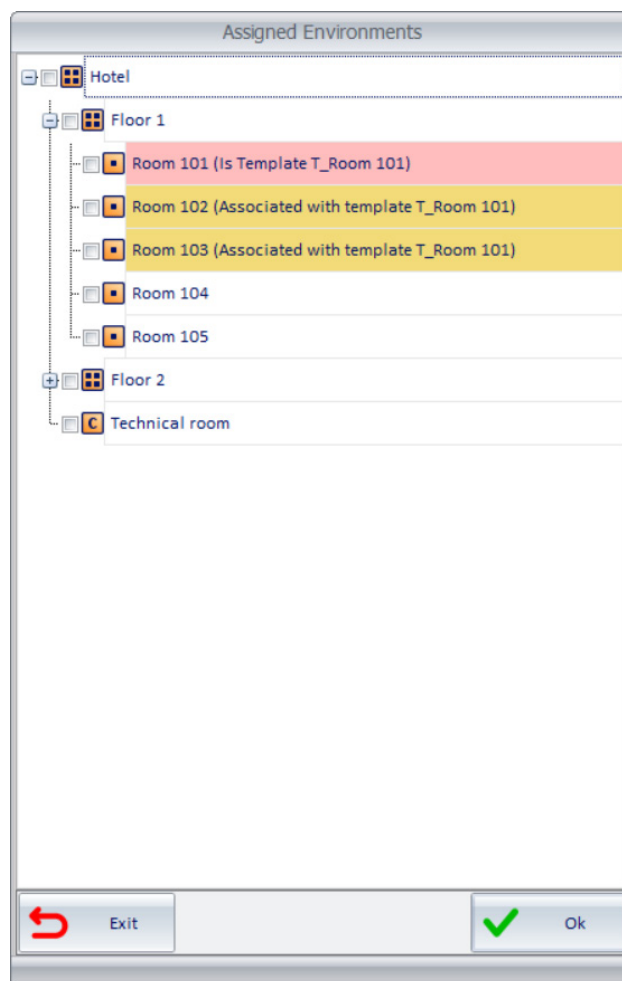 Assigned Environments
Hotel
Floor 1
Room 101 (Is Template T_Room 101)
Room 102 (Associated with template T_Room 101)
Room 103 (Associated with template T_Room 101)
Room 104
Room 105
Floor 2
C Technical room
Exit
Ok